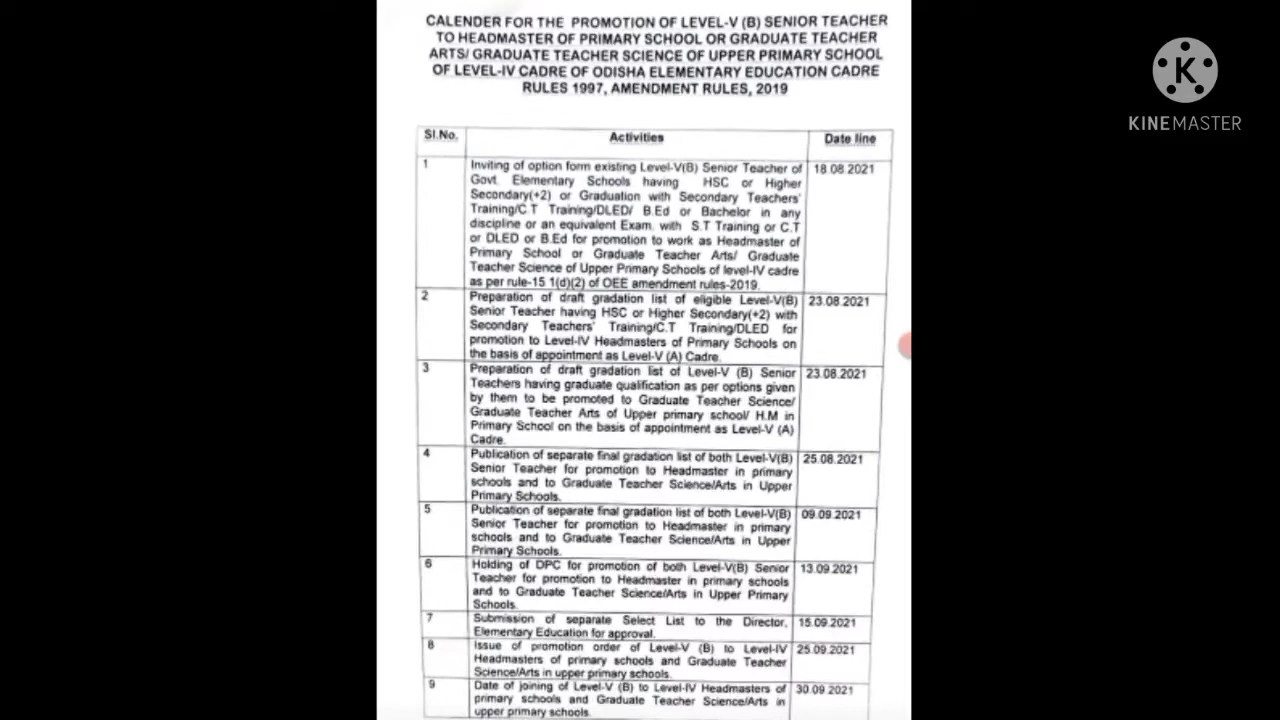 CALENDER FOR THE PROMOTION OF LEVEL-V (B) SENIOR TEACHER
TO HEADMASTER OF PRIMARY SCHOOL OR GRADUATE TEACHER
ARTS/ GRADUATE TEACHER SCIENCE OF UPPER PRIMARY SCHOOL
OF LEVEL-IV CADRE OF ODISHA ELEMENTARY EDUCATION CADRE
RULES 1997, AMENDMENT RULES, 2019
KINEMASTER
Sl.No. Activities Date line
1 Inviting of option form existing Level-V(B) Senior Teacher of 18.08.2021
Govt. Elementary Schools having HSC or Higher
Secondary(+2) or Graduation with Secondary Teachers'
Training/C.T Training/DLED/ B.Ed or Bachelor in any
discipline or an equivalent Exam. with S.T Training or C.T
or DLED or B.Ed for promotion to work as Headmaster of
Primary School or Graduate Teacher Arts/ Graduate
Teacher Science of Upper Primary Schools of level-IV cadre
as per rule-15 1(d)(2) of OEE amendment rules-2019.
2 Preparation of draft gradation list of eligible Level-V(B) 23.08.2021
Senior Teacher having HSC or Higher Secondary(+2) with
Secondary Teachers' Training/C.T Training/DLED for
promotion to Level-IV Headmasters of Primary Schools on
the basis of appointment as Level-V (A) Cadre.
3 Preparation of draft gradation list of Level-V (B) Senior 23.08.2021
Teachers having graduate qualification as per options given
by them to be promoted to Graduate Teacher Science/
Graduate Teacher Arts of Upper primary school/ H.M in
Primary School on the basis of appointment as Level-V (A)
Cadre.
4 Publication of separate final gradation list of both Level-V(B) 25.08.2021
Senior Teacher for promotion to Headmaster in primary
schools and to Graduate Teacher Science/Arts in Upper
Primary Schools.
5 Publication of separate final gradation list of both Level-V(B) 09.09.2021
Senior Teacher for promotion to Headmaster in primary
schools and to Graduate Teacher Science/Arts in Upper
Primary Schools.
6 Holding of DPC for promotion of both Level-V(B) Senior 13.09.2021
Teacher for promotion to Headmaster in primary schools
and to Graduate Teacher Science/Arts in Upper Primary
Schools.
7 Submission of separate Select List to the Director, 15.09.2021
Elementary Education for approval.
8 Issue of promotion order of Level-V (B) to Level-IV 25.09.2021
Headmasters of primary schools and Graduate Teacher
Science/Arts in upper primary schools.
9 Date of joining of Level-V (B) to Level-IV Headmasters of 30.09.2021
primary schools and Graduate Teacher Science/Arts in
upper primary schools.